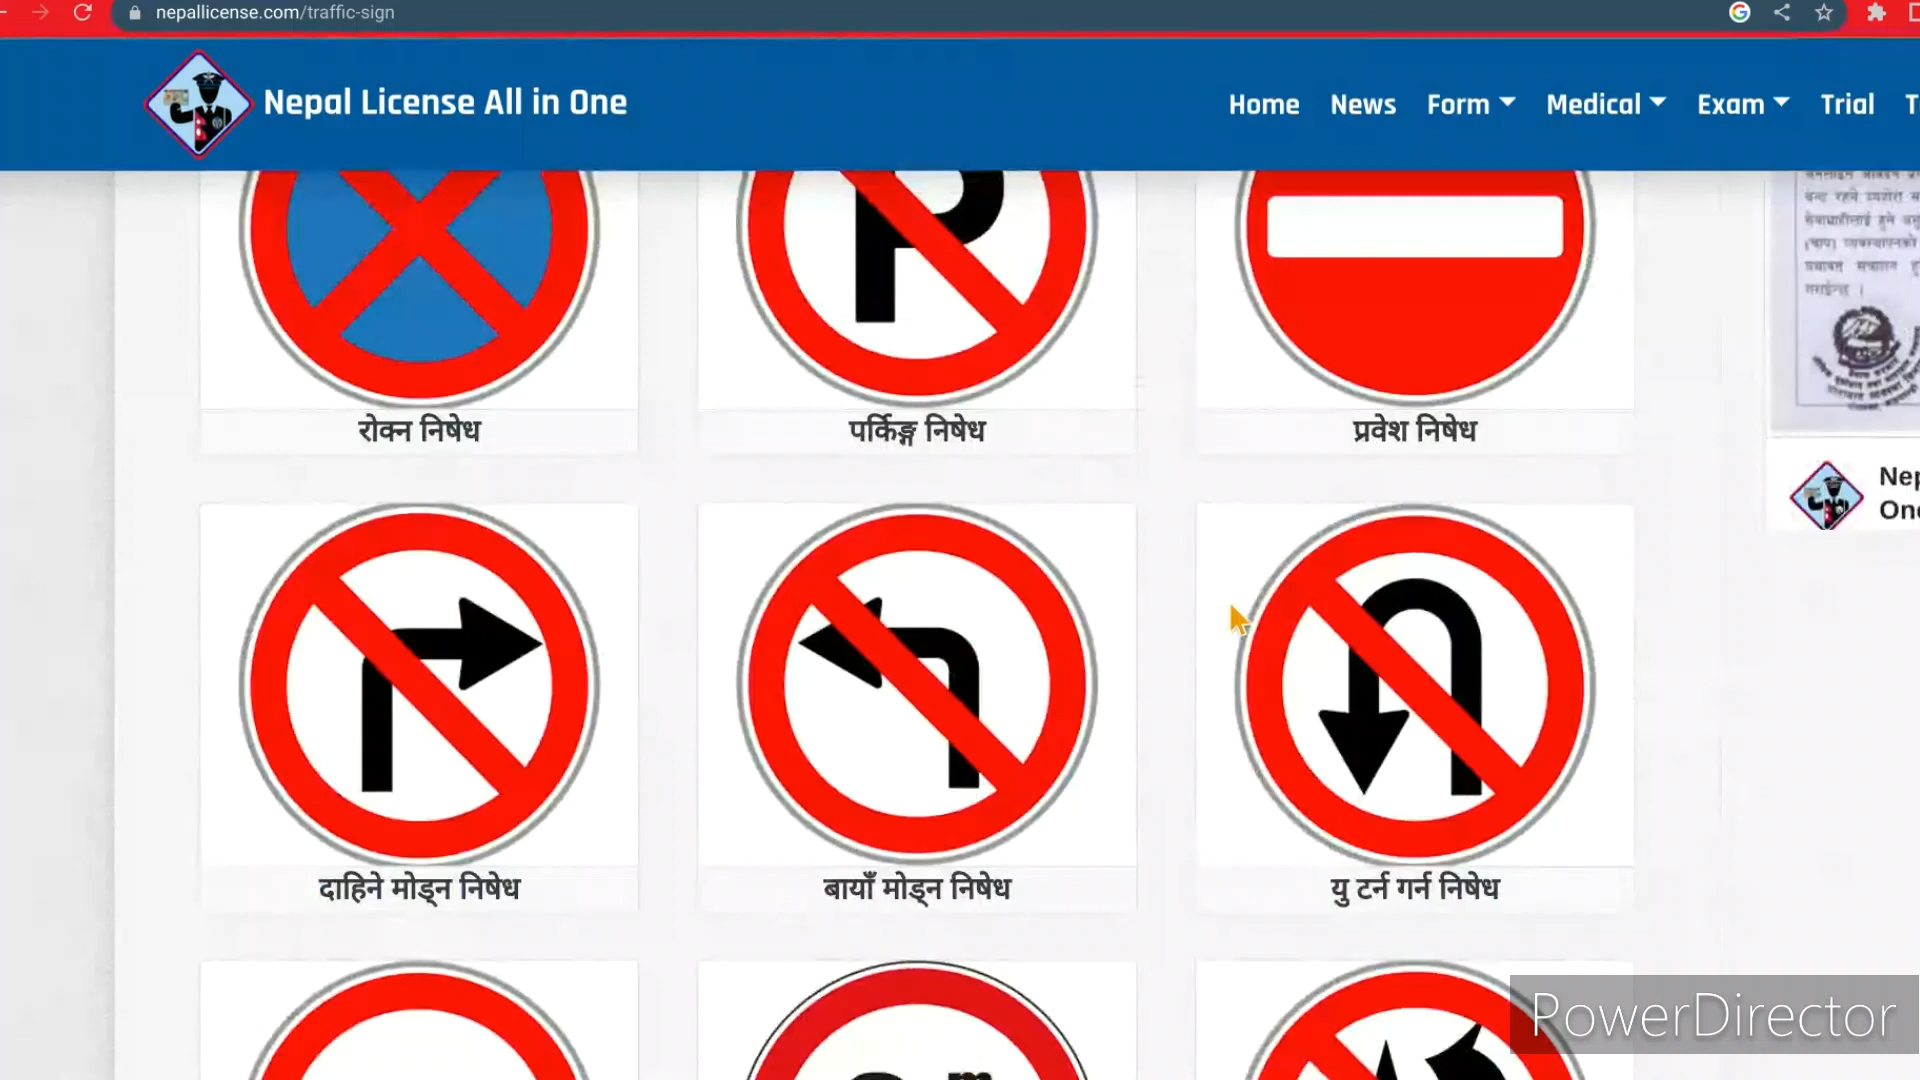 nepallicense.com/traffic-sign
Nepal License All in One
Home News Form Medical Exam Trial
P
रोक्न निषेध
पर्किङ्ग निषेध
प्रवेश निषेध
दाहिने मोड्न निषेध
बायाँ मोड्न निषेध
यु टर्न गर्न निषेध
PowerDirector